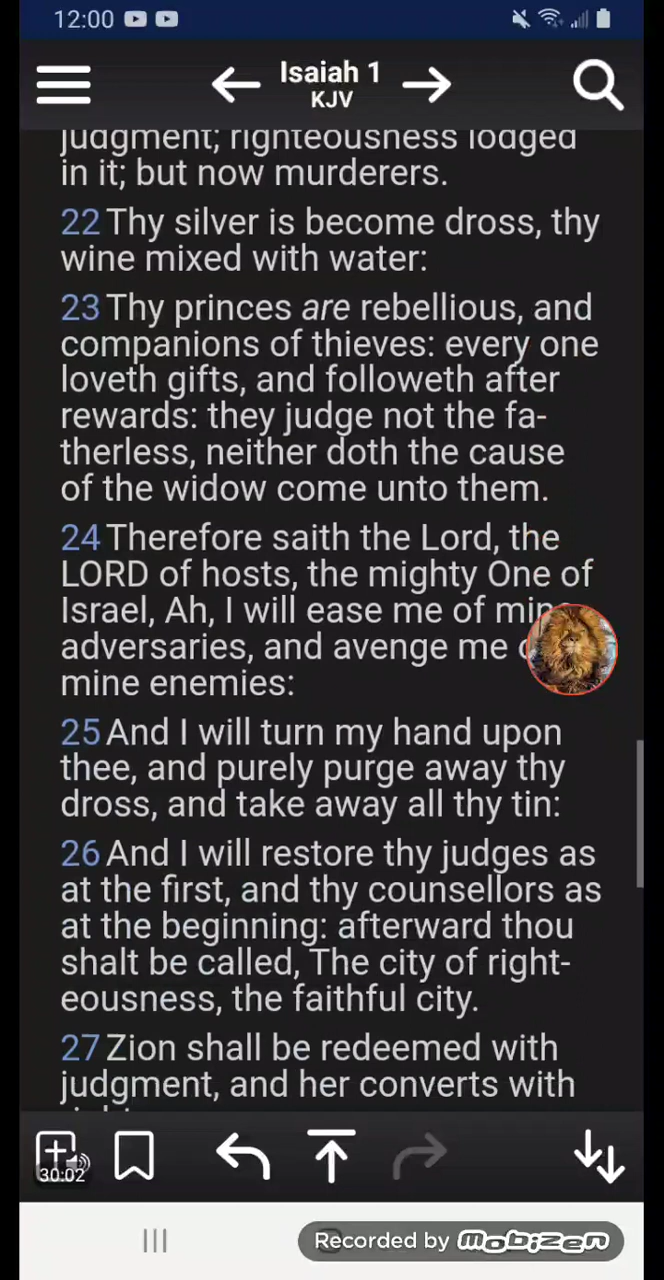 12:00
Isaiah 1
KJV
judgment; righteousness lodged
in it; but now murderers.
22 Thy silver is become dross, thy
wine mixed with water:
23 Thy princes are rebellious, and
companions of thieves: every one
loveth gifts, and followeth after
rewards: they judge not the fa-
therless, neither doth the cause
of the widow come unto them.
24 Therefore saith the Lord, the
LORD of hosts, the mighty One of
Israel, Ah, I will ease me of
adversaries, and avenge me
mine enemies:
25 And I will turn my hand upon
thee, and purely purge away thy
dross, and take away all thy tin:
26 And I will restore thy judges as
at the first, and thy counsellors as
at the beginning: afterward thou
shalt be called, The city of right-
eousness, the faithful city.
27 Zion shall be redeemed with
judgment, and her converts with
30:02
Recorded by mobizen